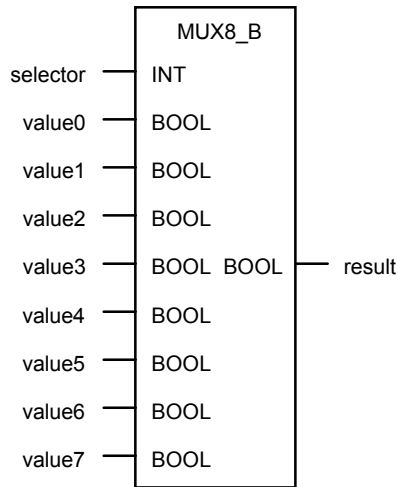 MUX8_B
selector INT
value0 BOOL
value1 BOOL
value2 BOOL
value3 BOOL BOOL result
value4 BOOL
value5 BOOL
value6 BOOL
value7 BOOL